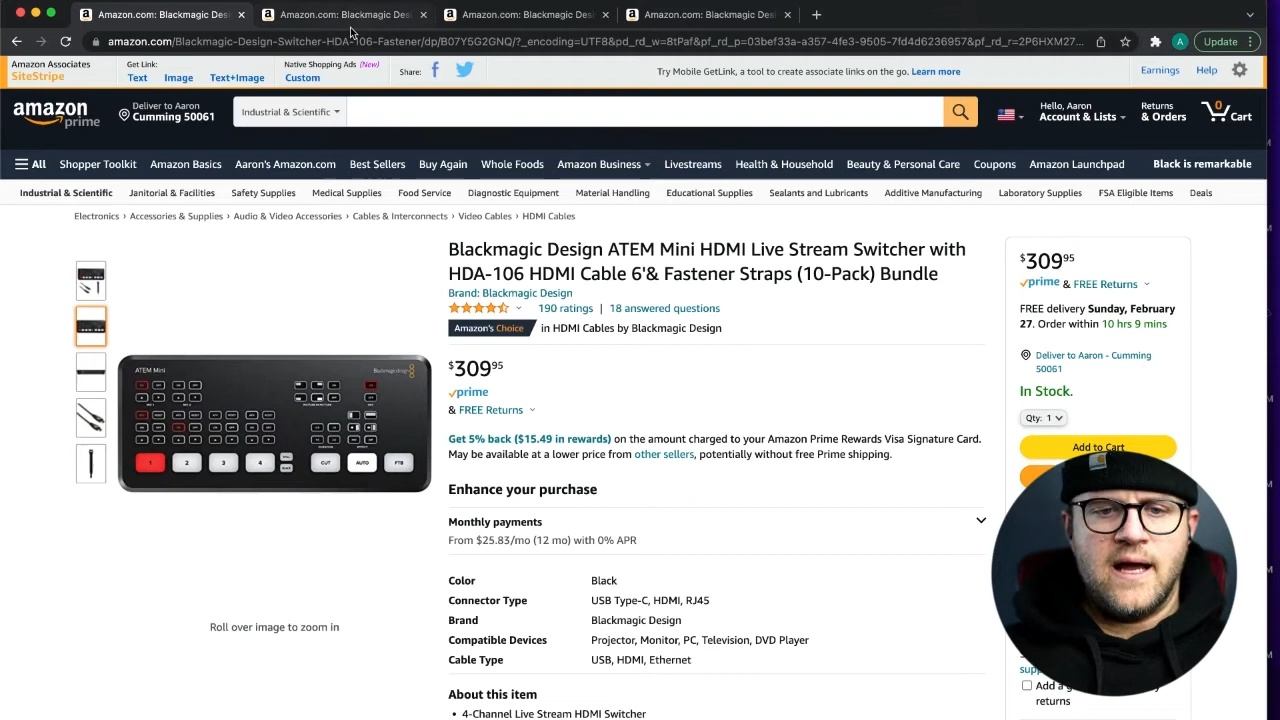 Amazon.com: Blackmagic Desi
Amazon.com: Blackmagic Desi
Amazon.com: Blackmagic Desi
Amazon.com: Blackmagic Desi
amazon.com/Blackmagic-Design-Switcher-HDA-106-Fastener/dp/B07Y5G2GNQ/?_encoding=UTF8&pd_rd_w=8tPaf&pf_rd_p=03bef33a-a357-4fe3-9505-7fd4d6236957&pf_rd_r=2P6HXM27...
A
Update
Amazon Associates
SiteStripe
Get Link:
Text
Image
Text+Image
Native Shopping Ads (New)
Custom
Share:
Try Mobile GetLink, a tool to create associate links on the go. Learn more
Earnings
Help
amazon
prime
Deliver to Aaron
Cumming 50061
Industrial & Scientific
Hello, Aaron
Account & Lists
Returns
& Orders
0
Cart
All
Shopper Toolkit
Amazon Basics
Aaron's Amazon.com
Best Sellers
Buy Again
Whole Foods
Amazon Business
Livestreams
Health & Household
Beauty & Personal Care
Coupons
Amazon Launchpad
Black is remarkable
Industrial & Scientific
Janitorial & Facilities
Safety Supplies
Medical Supplies
Food Service
Diagnostic Equipment
Material Handling
Educational Supplies
Sealants and Lubricants
Additive Manufacturing
Laboratory Supplies
FSA Eligible Items
Deals
Electronics › Accessories & Supplies › Audio & Video Accessories › Cables & Interconnects › Video Cables › HDMI Cables
Blackmagic Design ATEM Mini HDMI Live Stream Switcher with
HDA-106 HDMI Cable 6'& Fastener Straps (10-Pack) Bundle
Brand: Blackmagic Design
190 ratings | 18 answered questions
Amazon's Choice in HDMI Cables by Blackmagic Design
$30995
prime
& FREE Returns
Get 5% back ($15.49 in rewards) on the amount charged to your Amazon Prime Rewards Visa Signature Card.
May be available at a lower price from other sellers, potentially without free Prime shipping.
Enhance your purchase
Monthly payments
From $25.83/mo (12 mo) with 0% APR
Color Black
Connector Type USB Type-C, HDMI, RJ45
Brand Blackmagic Design
Compatible Devices Projector, Monitor, PC, Television, DVD Player
Cable Type USB, HDMI, Ethernet
About this item
• 4-Channel Live Stream HDMI Switcher
ATEM Mini
Blackmagicdesign
1
2
3
4
CUT
AUTO
FTB
Roll over image to zoom in
$30995
prime & FREE Returns
FREE delivery Sunday, February
27. Order within 10 hrs 9 mins
Deliver to Aaron - Cumming
50061
In Stock.
Qty: 1
Add to Cart
returns